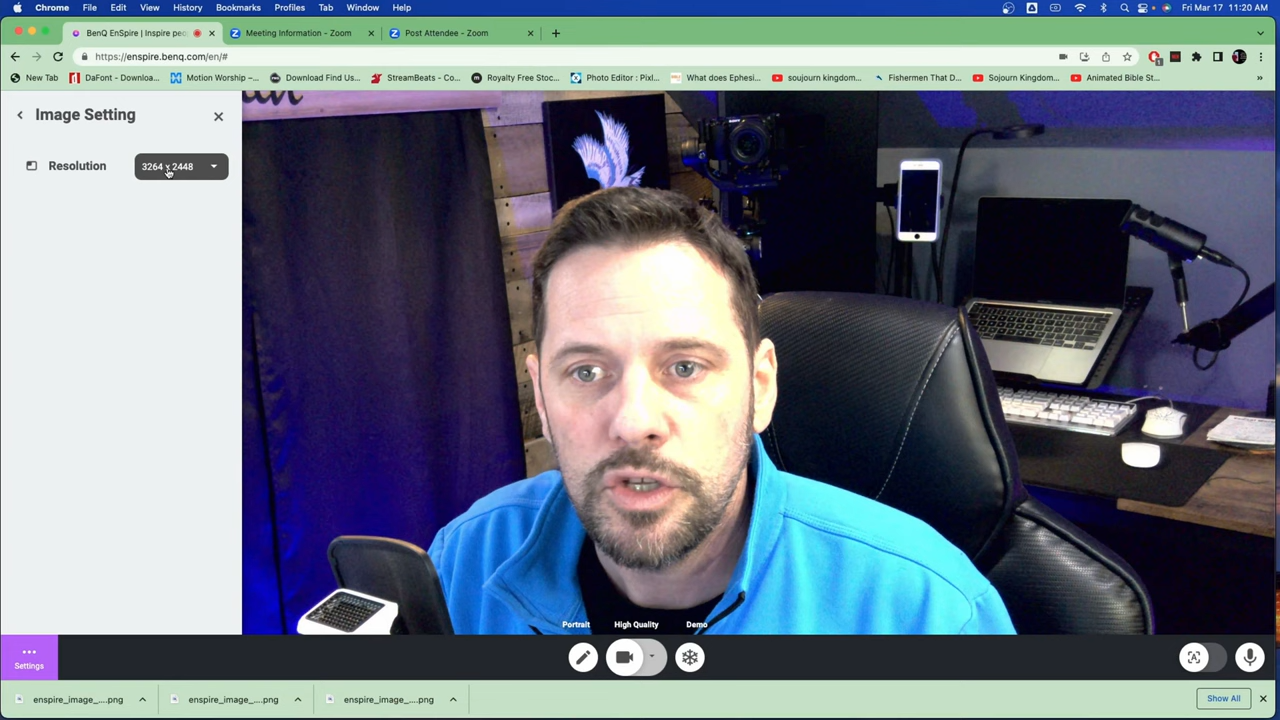 Chrome File Edit View History Bookmarks Profiles Tab Window Help Fri Mar 17 11:20 AM
BenQ EnSpire | Inspire peo Meeting Information - Zoom Post Attendee - Zoom
https://enspire.benq.com/en/#
New Tab DaFont - Downloa... Motion Worship –... Download Find Us... StreamBeats - Co... Royalty Free Stoc... Photo Editor : Pixl... What does Ephesi... soujourn kingdom... Fishermen That D... Sojourn Kingdom... Animated Bible St... »
Image Setting
Resolution 3264 x 2448
Portrait High Quality Demo
Settings
enspire_image_....png enspire_image_....png enspire_image_....png Show All